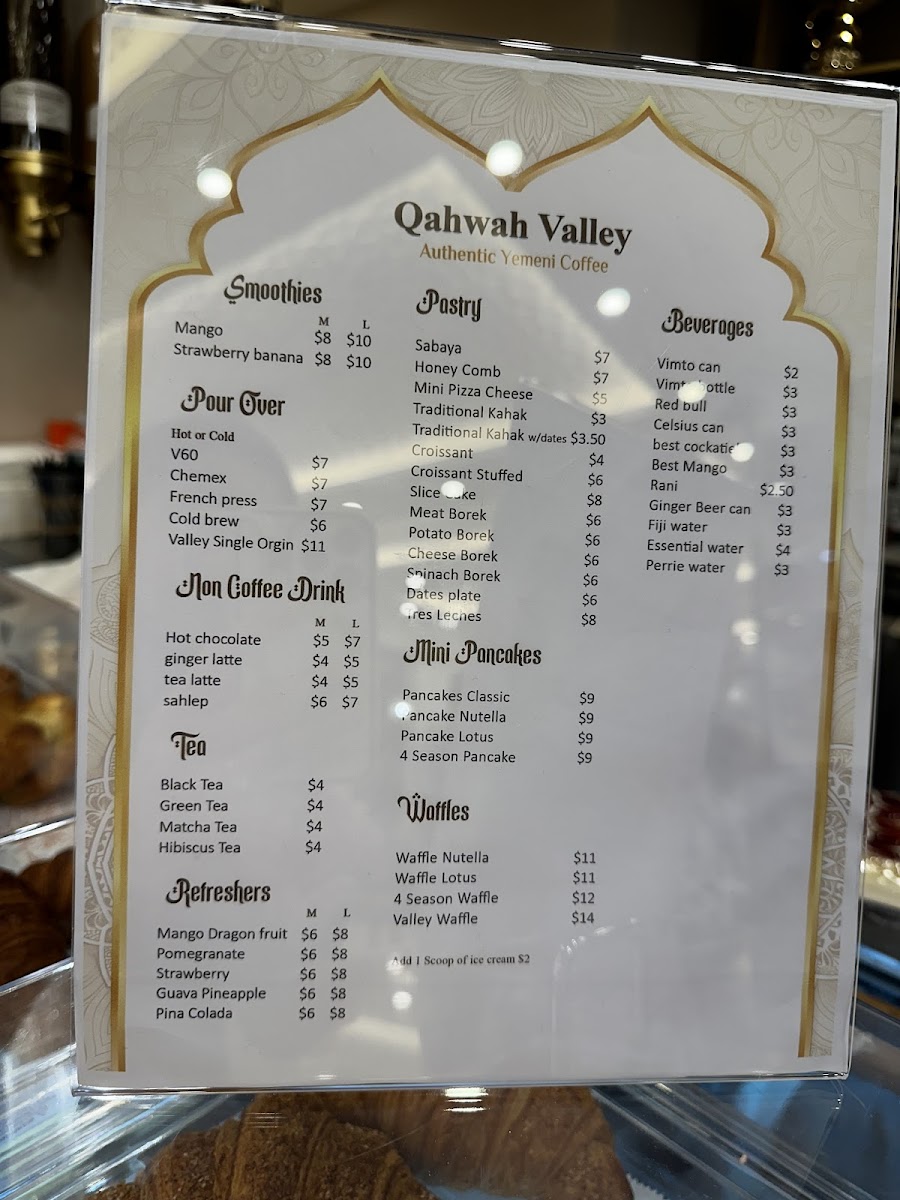 Qahwah Valley
Authentic Yemeni Coffee
Smoothies
M L
Mango $8 $10
Strawberry banana $8 $10
Pour Over
Hot or Cold
V60 $7
Chemex $7
French press $7
Cold brew $6
Valley Single Orgin $11
Non Coffee Drink
M L
Hot chocolate $5 $7
ginger latte $4 $5
tea latte $4 $5
sahlep $6 $7
Tea
Black Tea $4
Green Tea $4
Matcha Tea $4
Hibiscus Tea $4
Refreshers
M L
Mango Dragon fruit $6 $8
Pomegranate $6 $8
Strawberry $6 $8
Guava Pineapple $6 $8
Pina Colada $6 $8
Pastry
Sabaya $7
Honey Comb $7
Mini Pizza Cheese $5
Traditional Kahak $3
Traditional Kahak w/dates $3.50
Croissant $4
Croissant Stuffed $6
Slice Cake $8
Meat Borek $6
Potato Borek $6
Cheese Borek $6
Spinach Borek $6
Dates plate $6
Tres Leches $8
Mini Pancakes
Pancakes Classic $9
Pancake Nutella $9
Pancake Lotus $9
4 Season Pancake $9
Waffles
Waffle Nutella $11
Waffle Lotus $11
4 Season Waffle $12
Valley Waffle $14
Add 1 Scoop of ice cream $2
Beverages
Vimto can $2
Vimto bottle $3
Red bull $3
Celsius can $3
best $3
Best Mango $3
Rani $2.50
Ginger Beer can $3
Fiji water $3
Essential water $4
Perrie water $3